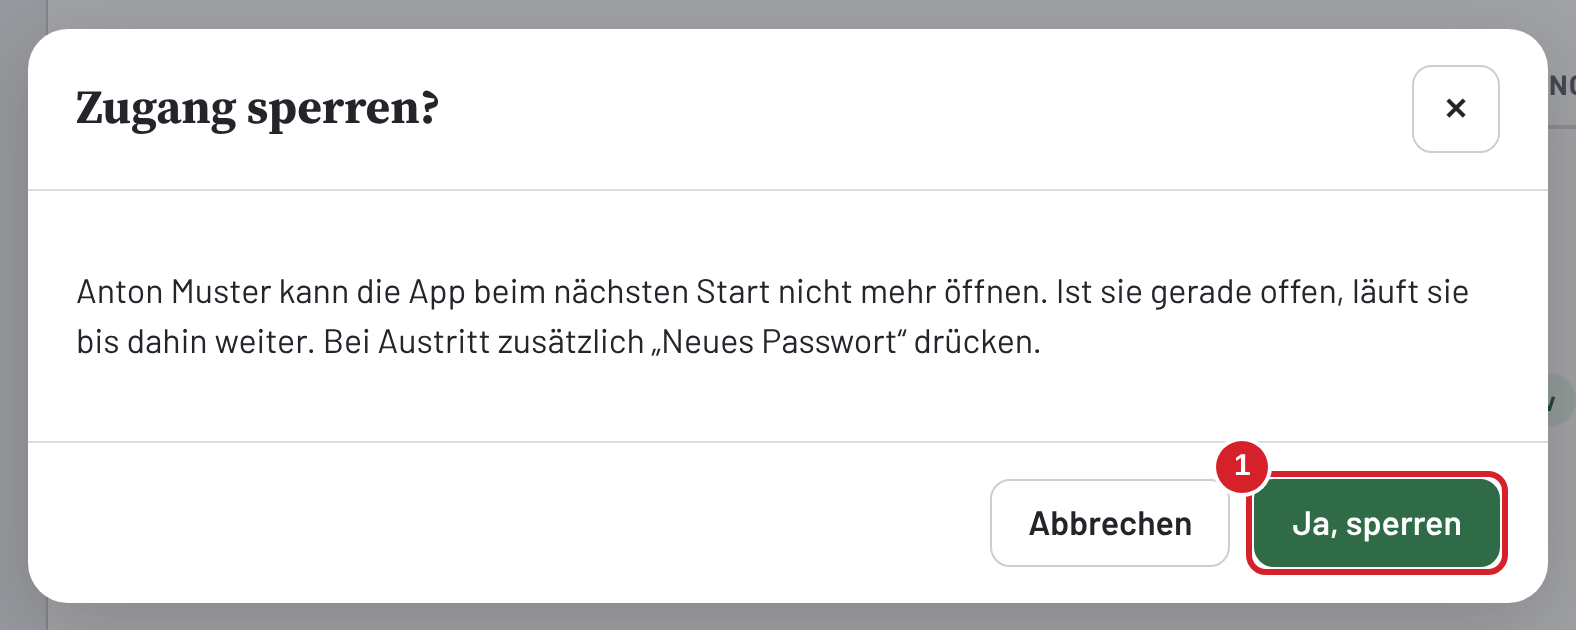 Zugang sperren?
×
Anton Muster kann die App beim nächsten Start nicht mehr öffnen. Ist sie gerade offen, läuft sie
bis dahin weiter. Bei Austritt zusätzlich „Neues Passwort“ drücken.
1
Abbrechen
Ja, sperren